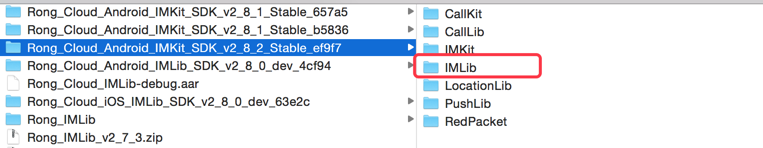 Rong_Cloud_Android_IMKit_SDK_v2_8_1_Stable_657a5
Rong_Cloud_Android_IMKit_SDK_v2_8_1_Stable_b5836
Rong_Cloud_Android_IMKit_SDK_v2_8_2_Stable_ef9f7
Rong_Cloud_Android_IMLib_SDK_v2_8_0_dev_4cf94
Rong_Cloud_IMLib-debug.aar
Rong_Cloud_iOS_IMLib_SDK_v2_8_0_dev_63e2c
Rong_IMLib
Rong_IMLib_v2_7_3.zip
CallKit
CallLib
IMKit
IMLib
LocationLib
PushLib
RedPacket